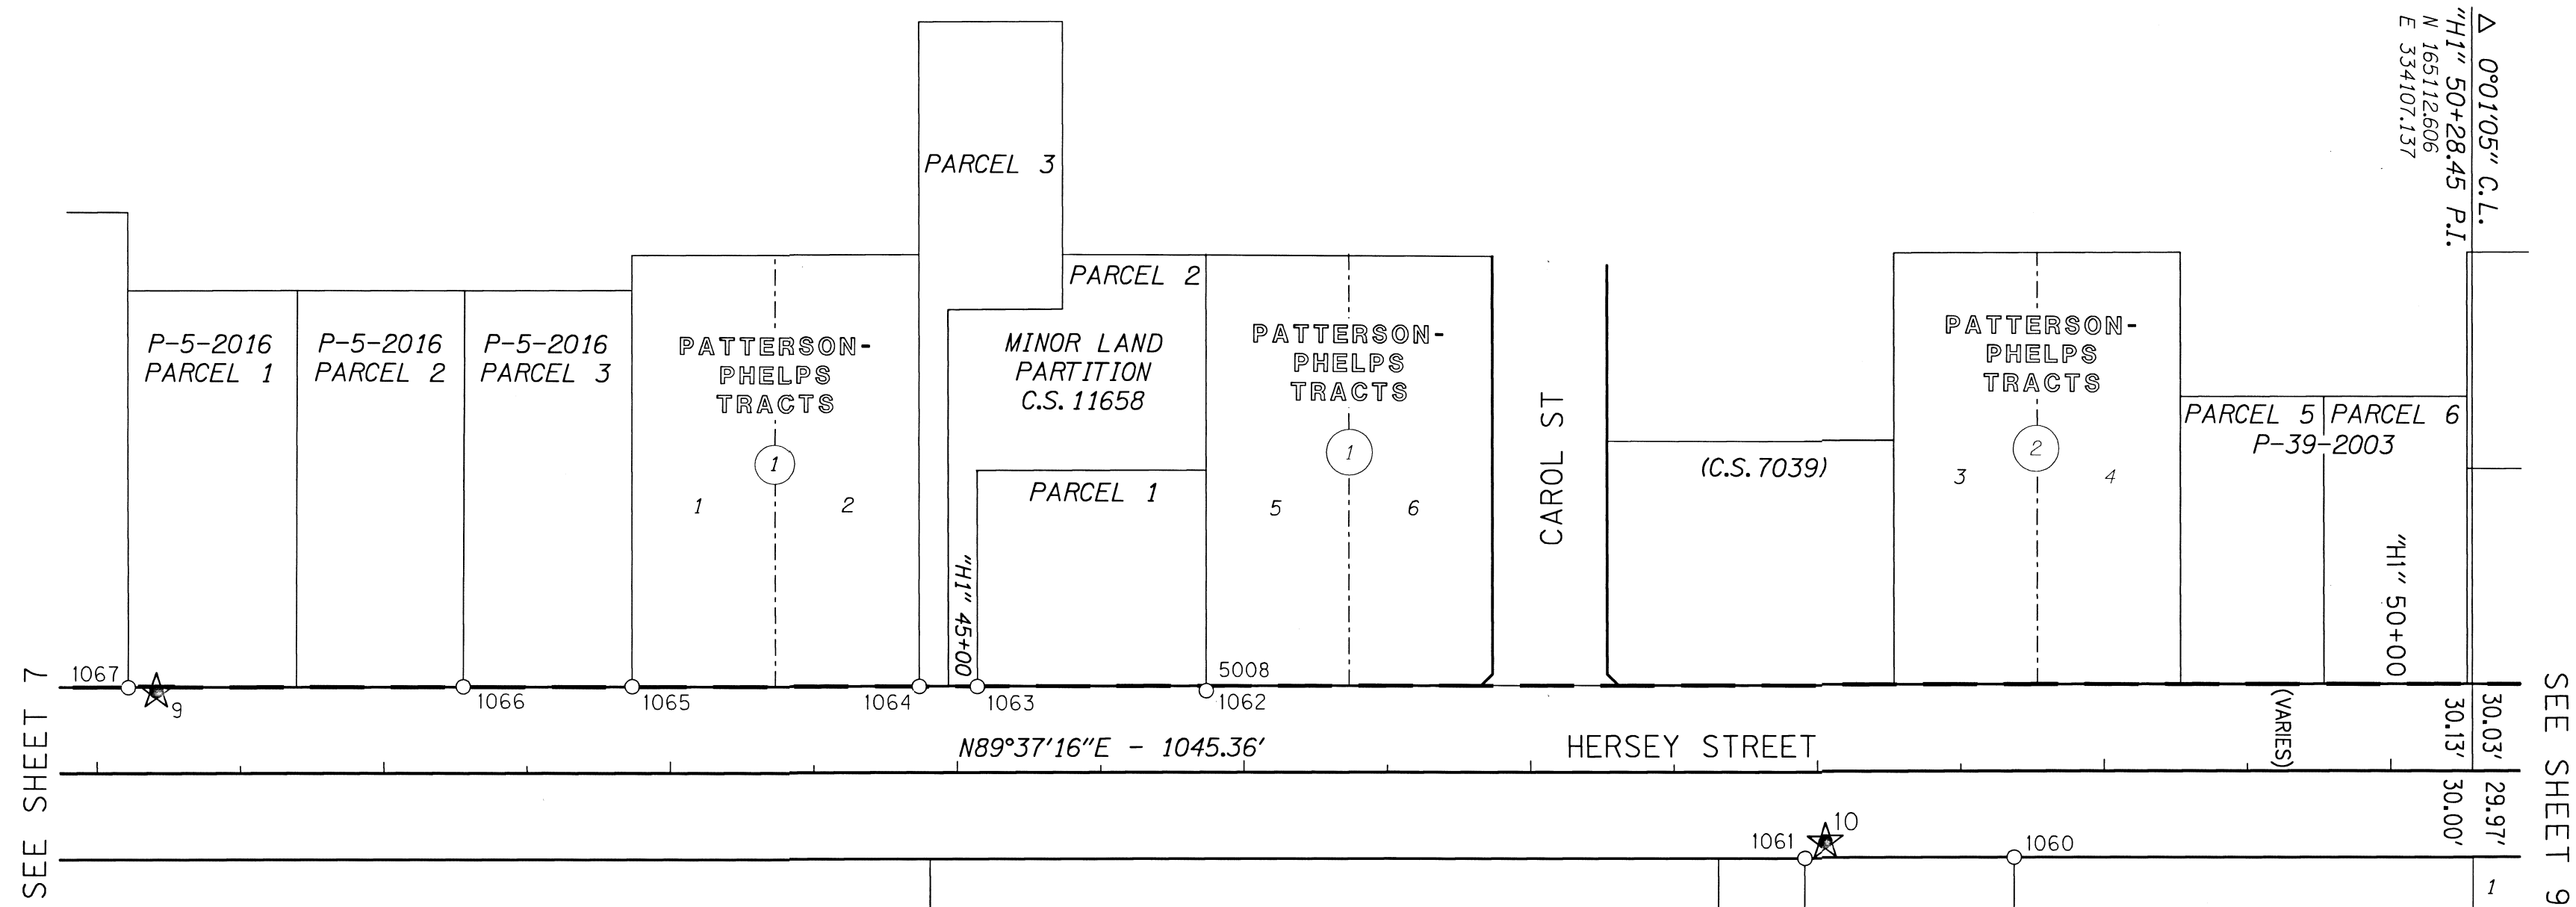 Δ 0°01'05" C.L.
"H1" 50+28.45 P.I.
N 165112.606
E 334107.137
PARCEL 3
PARCEL 2
P-5-2016
PARCEL 1
P-5-2016
PARCEL 2
P-5-2016
PARCEL 3
PATTERSON-
PHELPS
TRACTS
1
1
2
MINOR LAND
PARTITION
C.S. 11658
PARCEL 1
"H1" 45+00
PATTERSON-
PHELPS
TRACTS
1
5
6
CAROL ST
(C.S. 7039)
PATTERSON-
PHELPS
TRACTS
2
3
4
PARCEL 5
PARCEL 6
P-39-2003
"H1" 50+00
1067
9
1066
1065
1064
1063
5008
1062
SEE SHEET 7
N89°37'16"E - 1045.36'
HERSEY STREET
(VARIES)
30.13'
30.03'
30.00'
29.97'
SEE SHEET 9
1061
10
1060
1